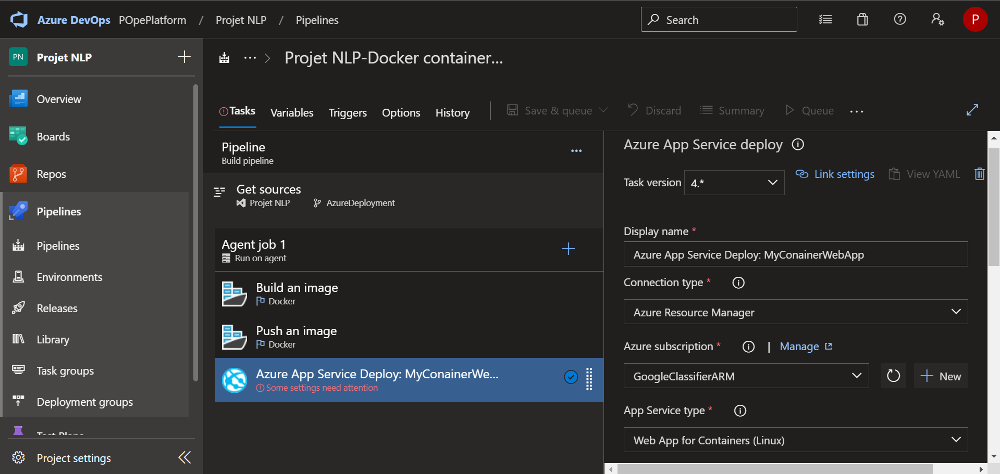 Azure DevOps POpePlatform / Projet NLP / Pipelines
Search
P
PN Projet NLP
Overview
Boards
Repos
Pipelines
Pipelines
Environments
Releases
Library
Task groups
Deployment groups
Test Plans
Project settings
Projet NLP-Docker container...
Tasks Variables Triggers Options History
Save & queue Discard Summary Queue
Pipeline
Build pipeline
Get sources
Projet NLP AzureDeployment
Agent job 1
Run on agent
Build an image
Docker
Push an image
Docker
Azure App Service Deploy: MyConainerWe...
Some settings need attention
Azure App Service deploy
Task version 4.* Link settings View YAML
Display name *
Azure App Service Deploy: MyConainerWebApp
Connection type *
Azure Resource Manager
Azure subscription * | Manage
GoogleClassifierARM New
App Service type *
Web App for Containers (Linux)